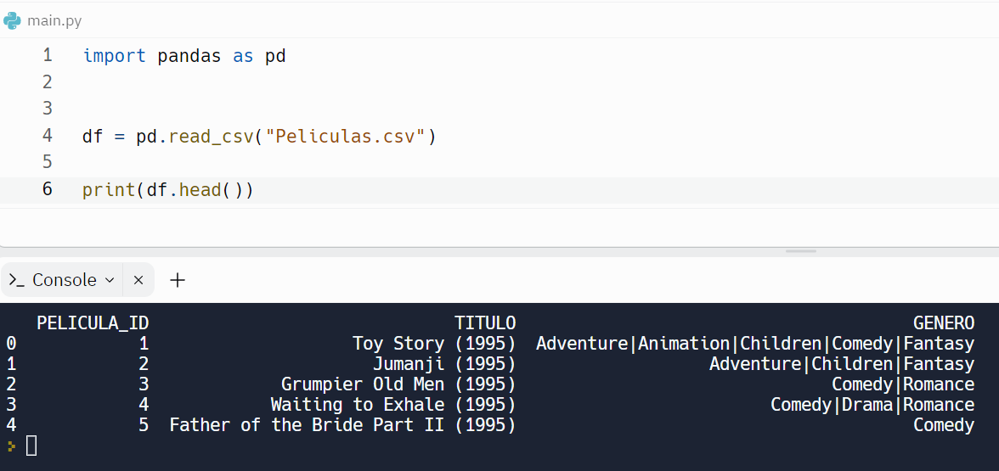 main.py
1 import pandas as pd
2
3
4 df = pd.read_csv("Peliculas.csv")
5
6 print(df.head())
>_ Console
PELICULA_ID TITULO GENERO
0 1 Toy Story (1995) Adventure|Animation|Children|Comedy|Fantasy
1 2 Jumanji (1995) Adventure|Children|Fantasy
2 3 Grumpier Old Men (1995) Comedy|Romance
3 4 Waiting to Exhale (1995) Comedy|Drama|Romance
4 5 Father of the Bride Part II (1995) Comedy